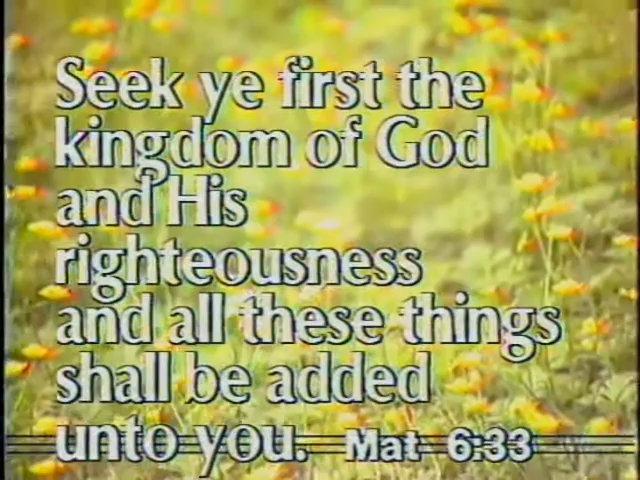 Seek ye first the
kingdom of God
and His
righteousness
and all these things
shall be added
unto you. Mat 6:33